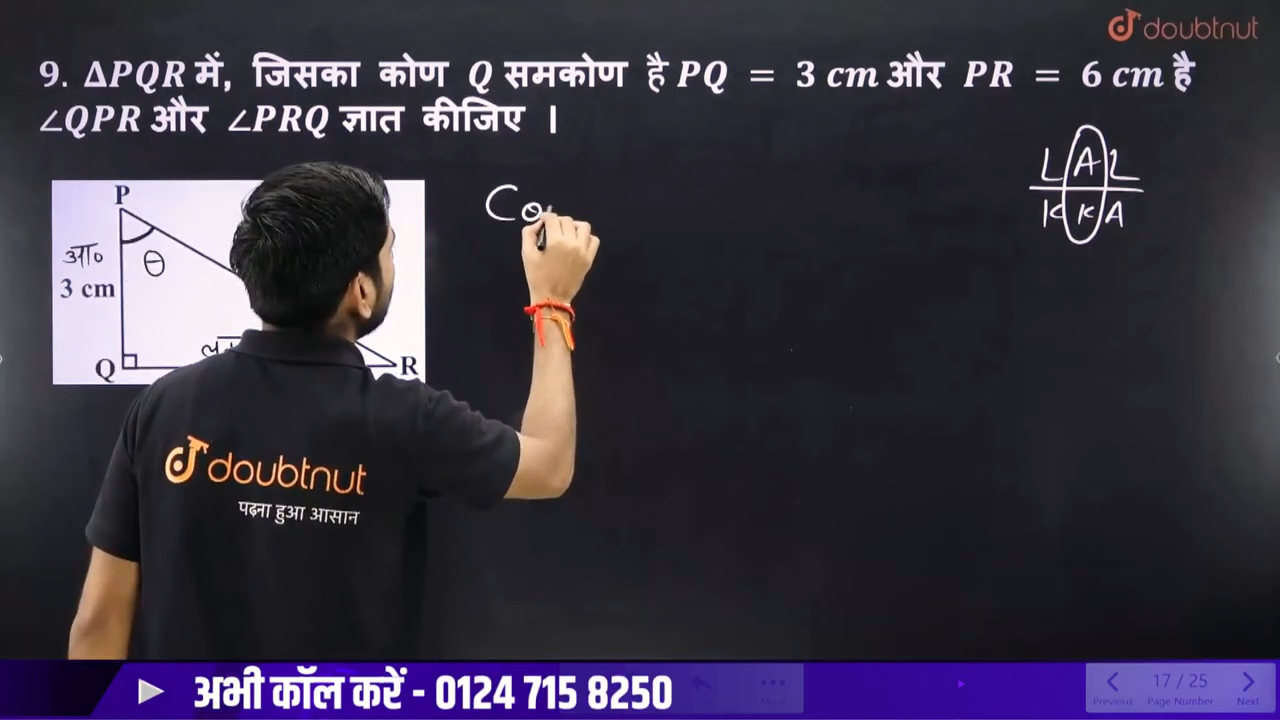 doubtnut
9. ΔPQR में, जिसका कोण Q समकोण है PQ = 3 cm और PR = 6 cm है
∠QPR और ∠PRQ ज्ञात कीजिए ।
L A L
K K A
P
आ०
θ
3 cm
Q
R
Co
doubtnut
पढ़ना हुआ आसान
अभी कॉल करें - 0124 715 8250
17 / 25
Previous Page Number Next